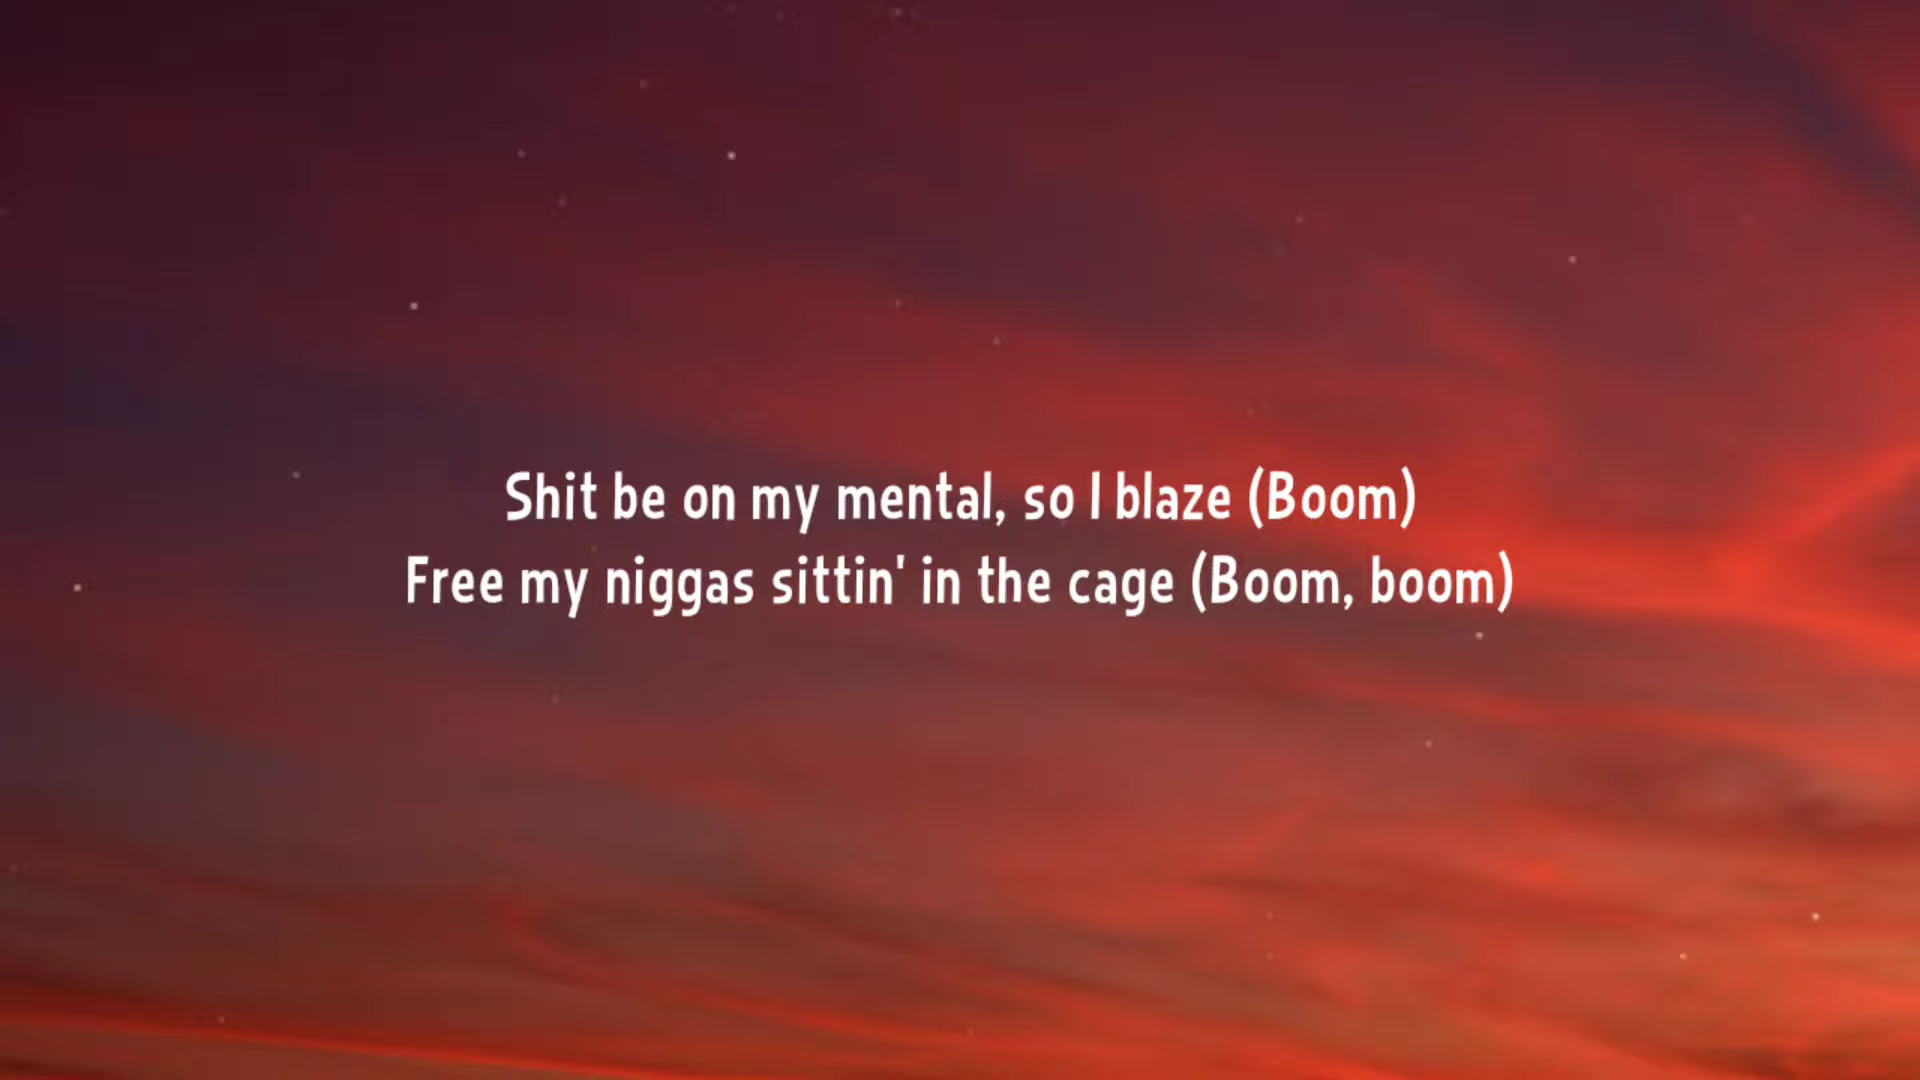 Shit be on my mental, so I blaze (Boom)
Free my niggas sittin' in the cage (Boom, boom)